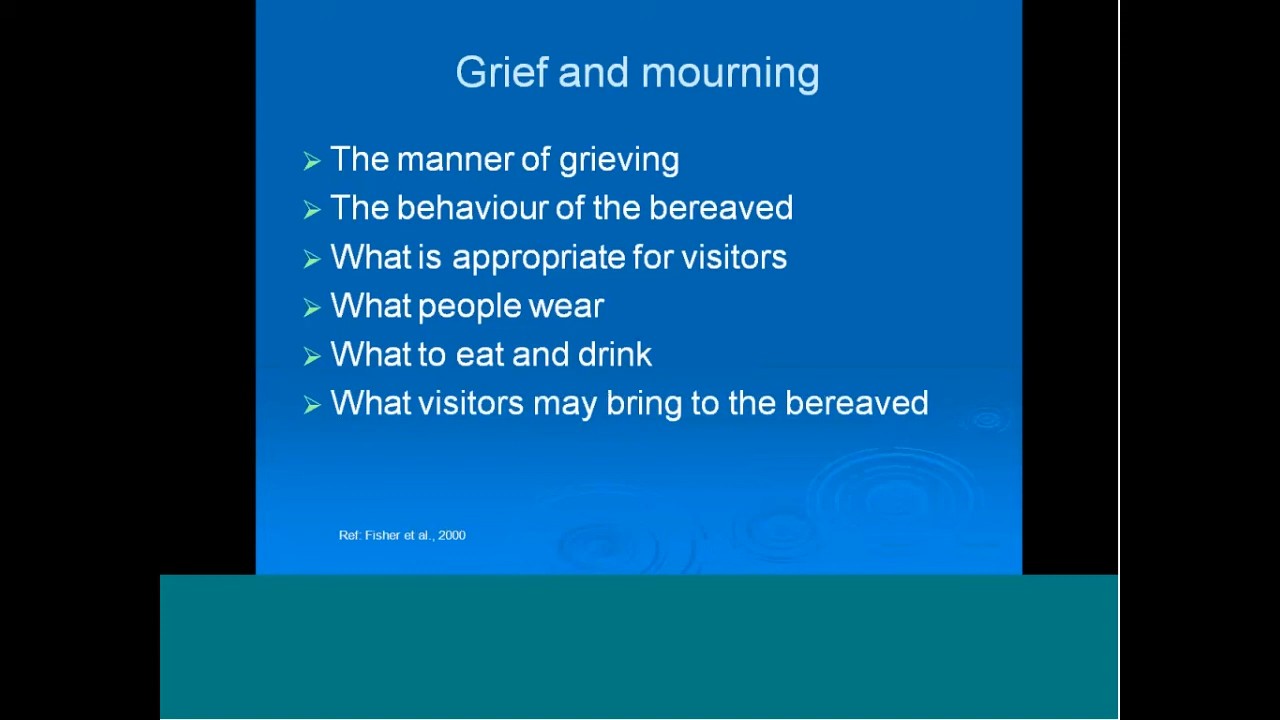 Grief and mourning
➢ The manner of grieving
➢ The behaviour of the bereaved
➢ What is appropriate for visitors
➢ What people wear
➢ What to eat and drink
➢ What visitors may bring to the bereaved
Ref: Fisher et al., 2000